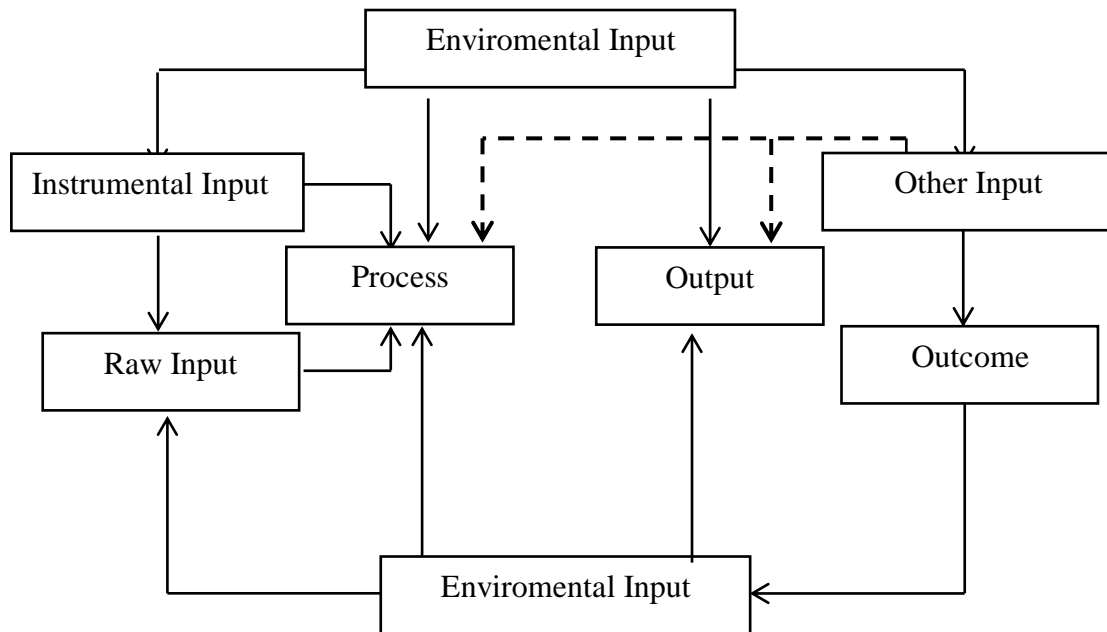 Enviromental Input
Instrumental Input
Other Input
Process
Output
Raw Input
Outcome
Enviromental Input